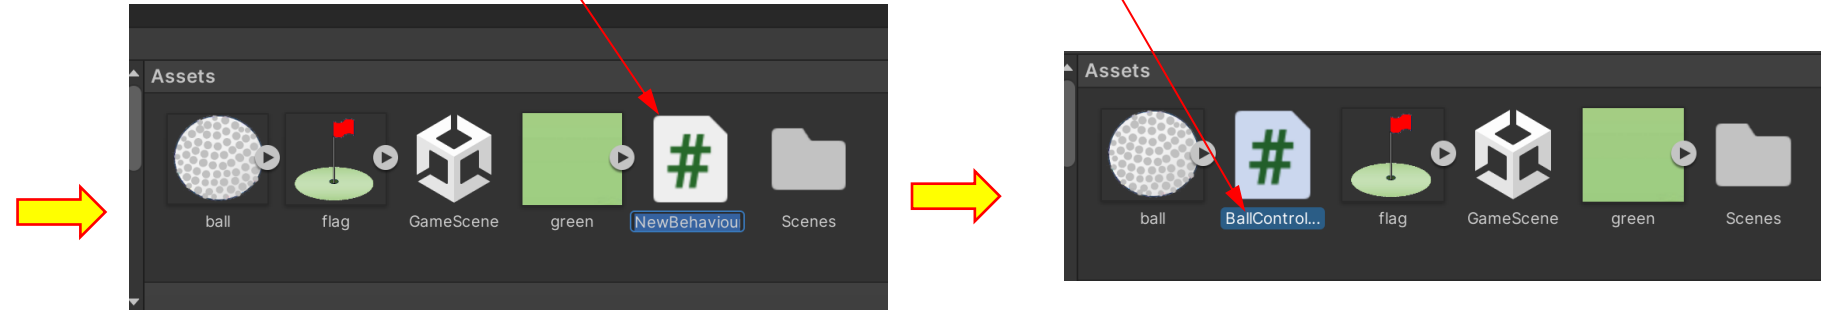 Assets
ball
flag
GameScene
green
NewBehaviou
Scenes
Assets
ball
BallControl...
flag
GameScene
green
Scenes